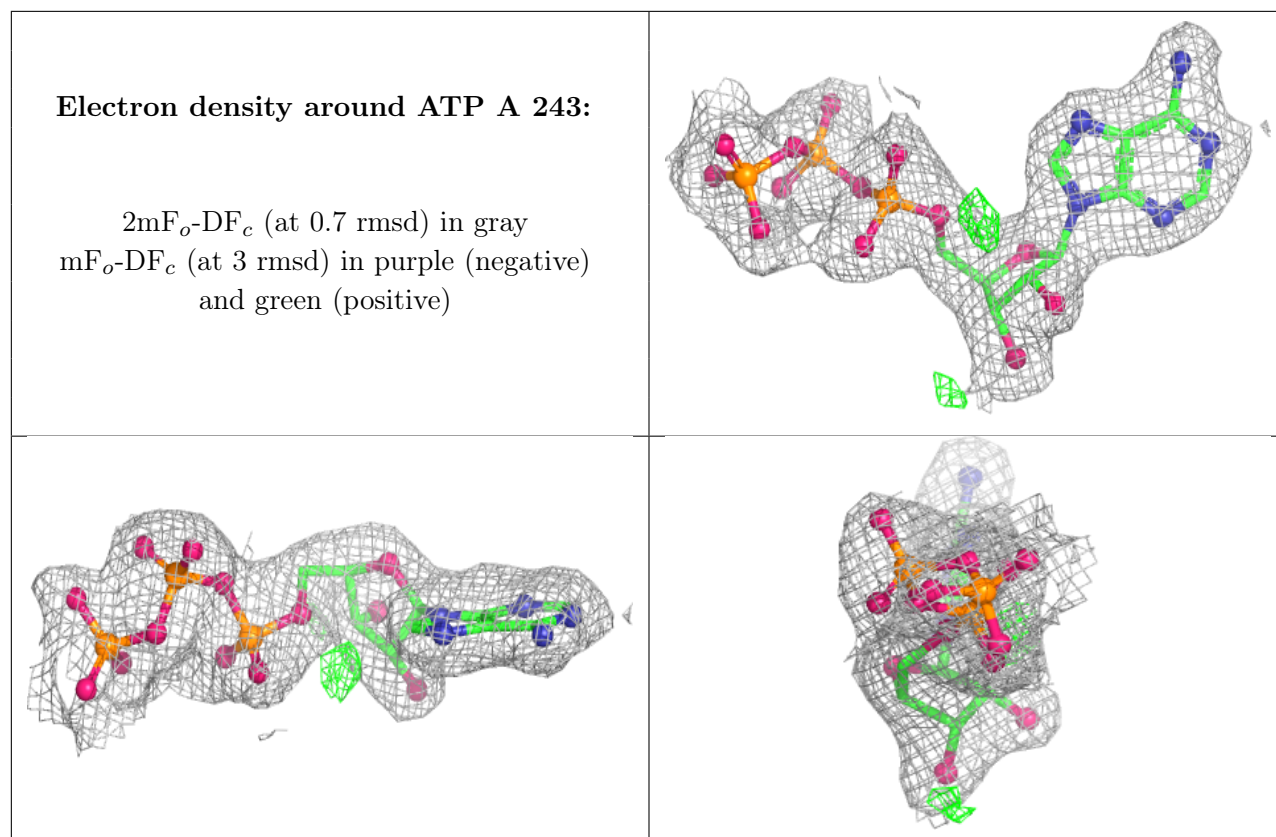 Electron density around ATP A 243:
2mFo-DFc (at 0.7 rmsd) in gray
mFo-DFc (at 3 rmsd) in purple (negative)
and green (positive)